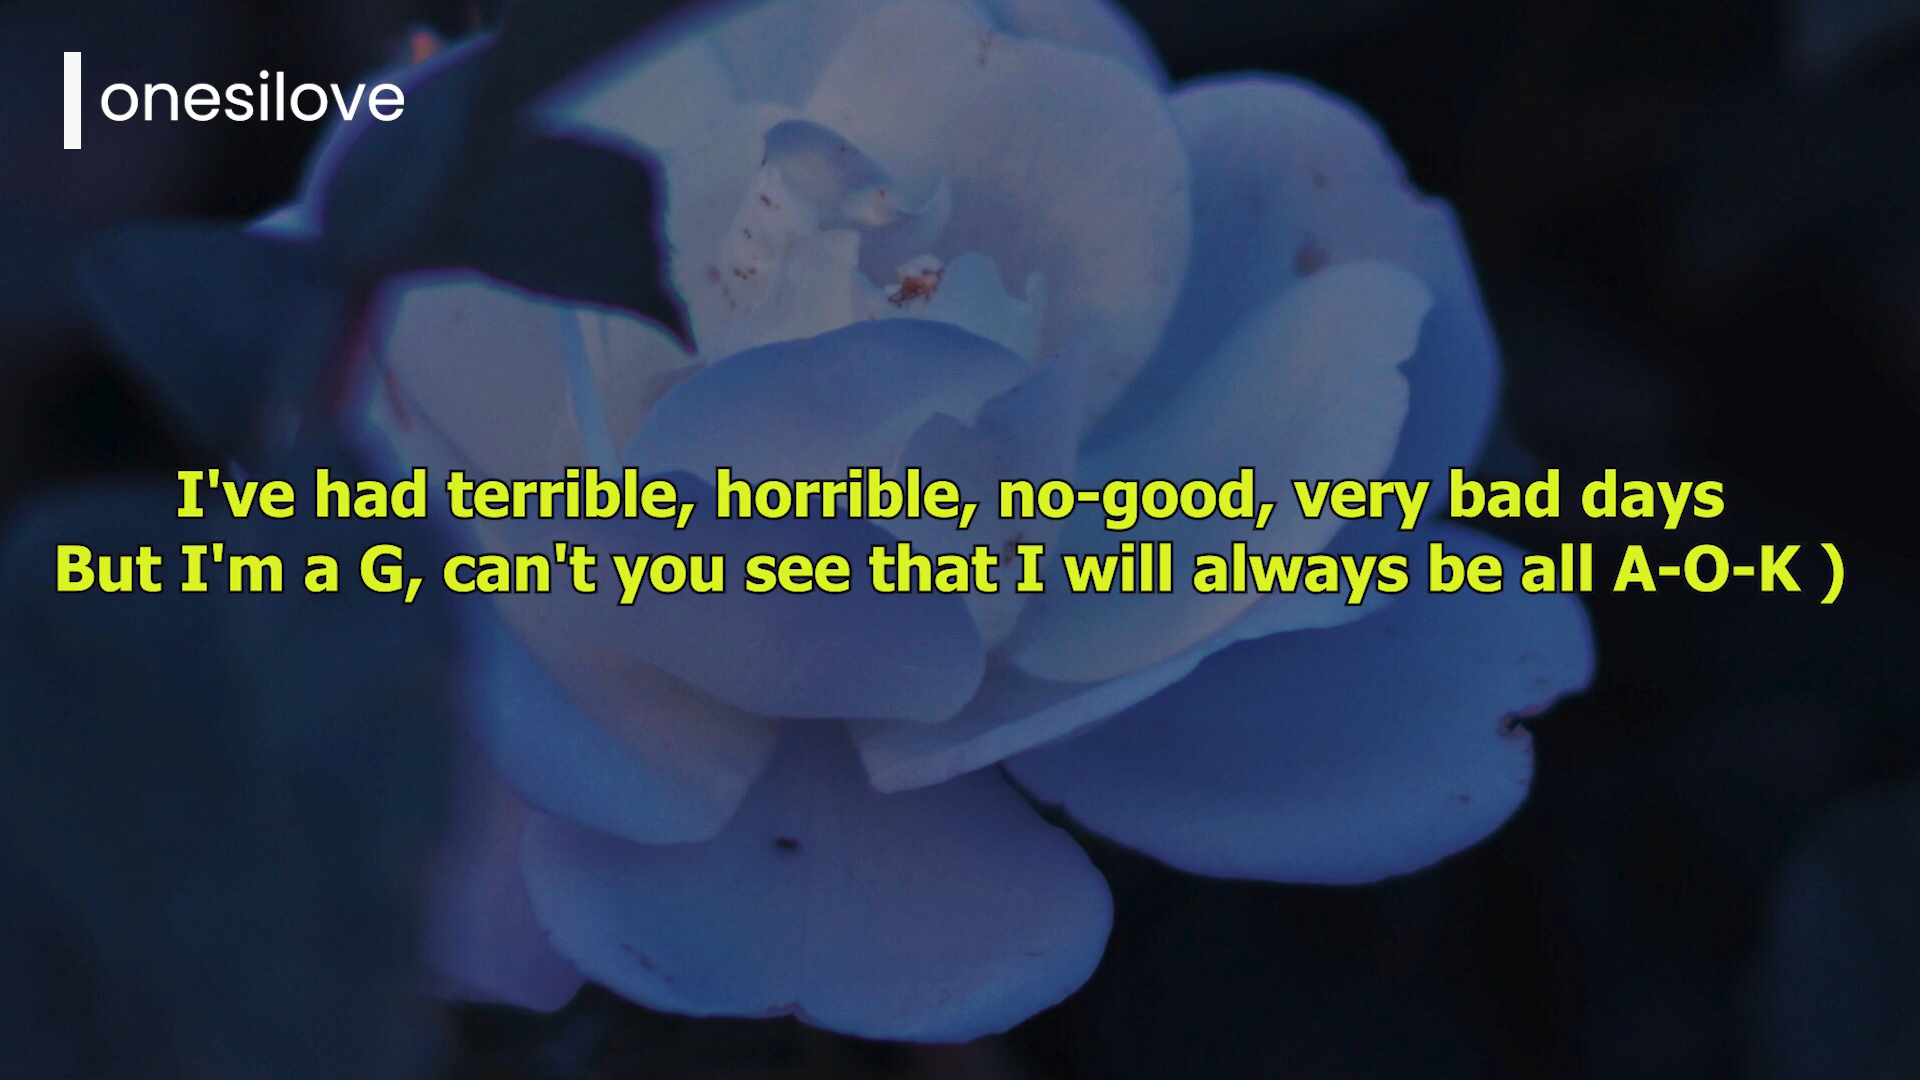 onesilove
I've had terrible, horrible, no-good, very bad days
But I'm a G, can't you see that I will always be all A-O-K )